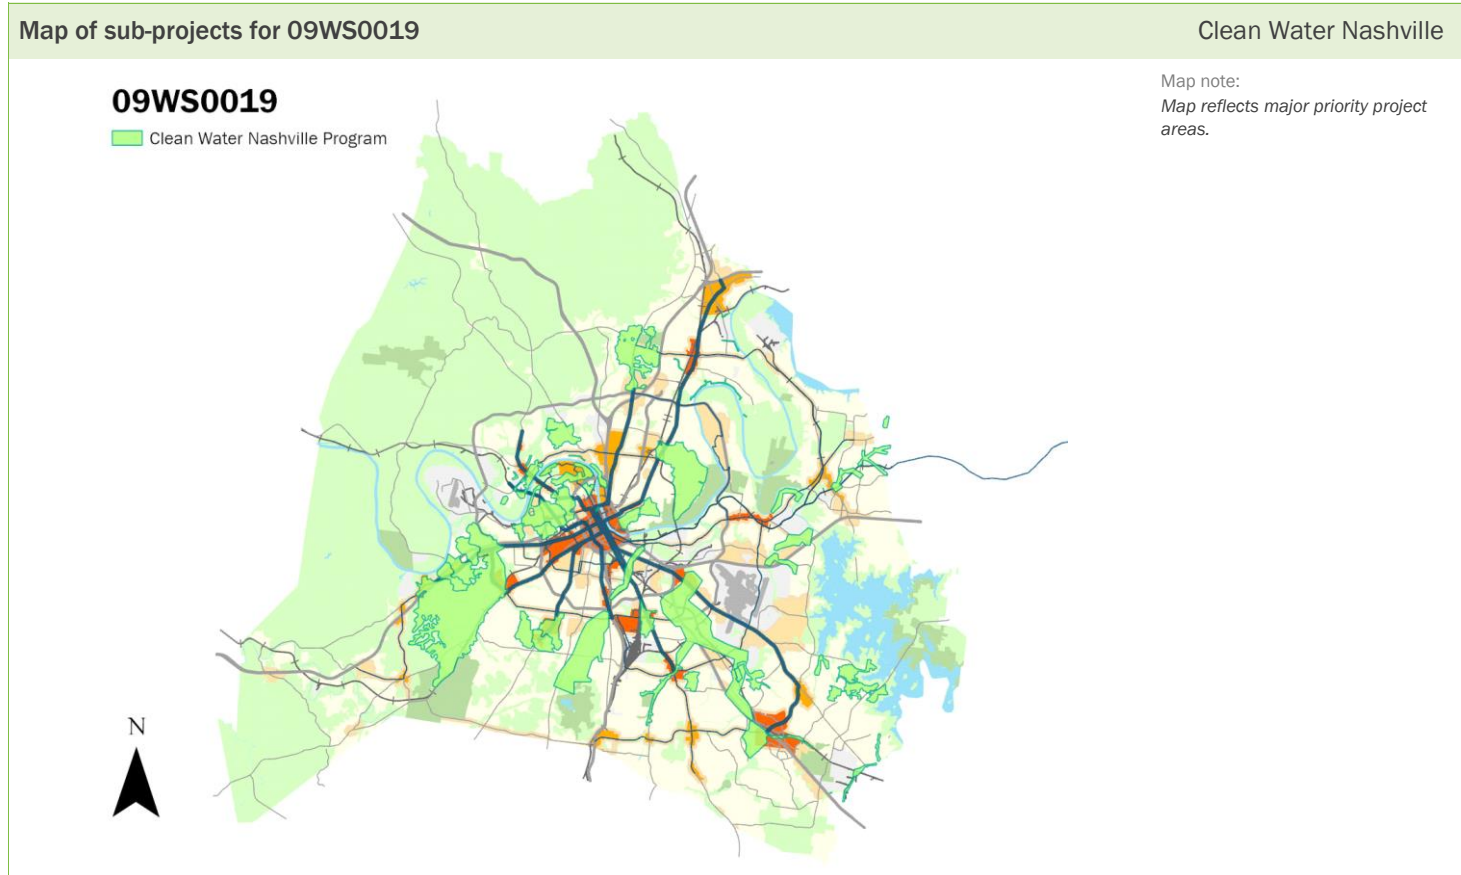 Map of sub-projects for 09WS0019
Clean Water Nashville
09WS0019
Clean Water Nashville Program
Map note:
Map reflects major priority project
areas.
N